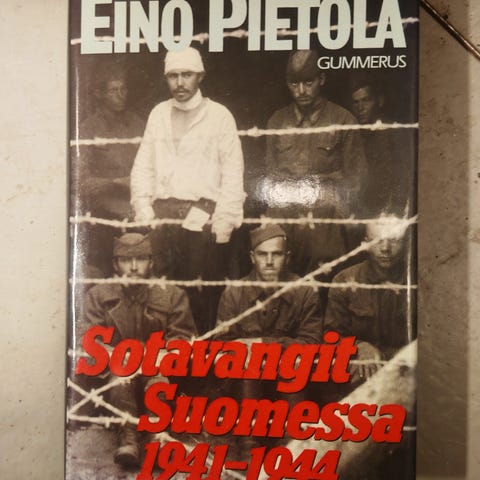 EINO PIETOLA
GUMMERUS
Sotavangit
Suomessa
1941–1944